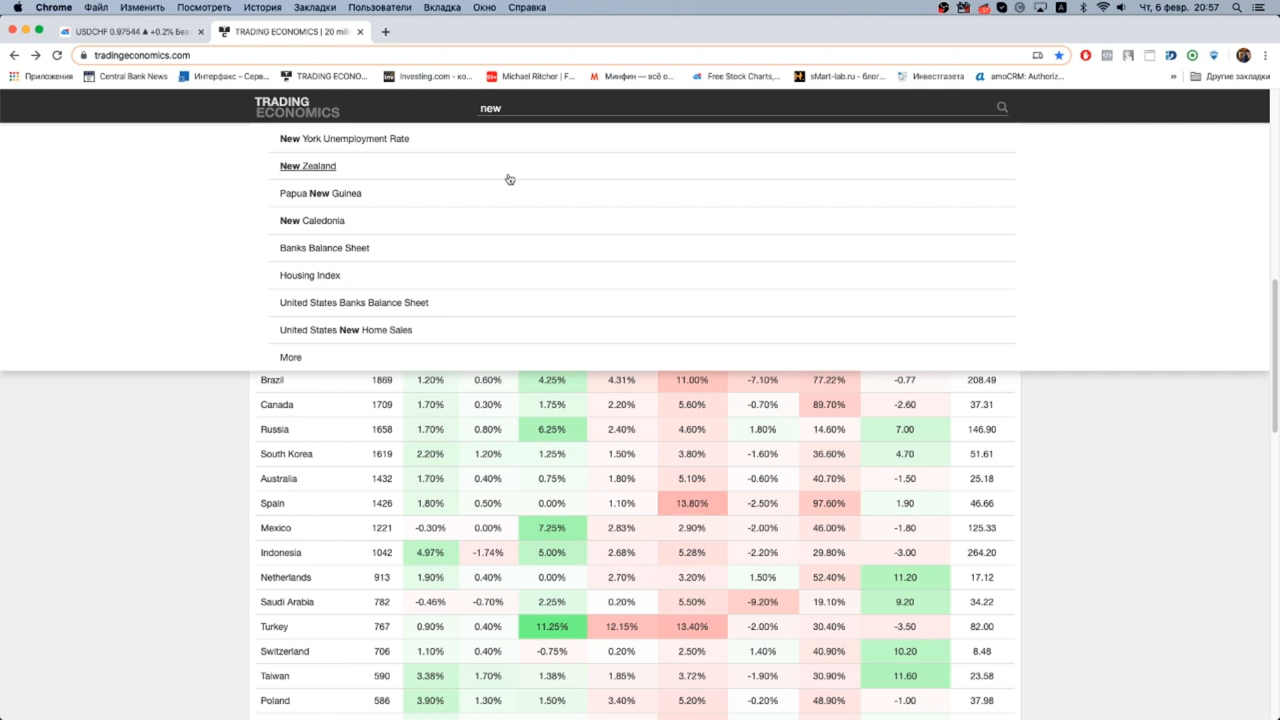 Chrome Файл Изменить Посмотреть История Закладки Пользователи Вкладка Окно Справка Чт, 6 февр. 20:57
USDCHF 0.97544 ▲ +0.2% Без TRADING ECONOMICS | 20 mil
tradingeconomics.com
Приложения Central Bank News Интерфакс – Серв... TRADING ECONO... Investing.com - ко... Michael Ritcher | F... Минфин — всё о... Free Stock Charts,... sMart-lab.ru - блог... Инвестгазета amoCRM: Authoriz... » Другие закладки
TRADING
ECONOMICS
new
New York Unemployment Rate
New Zealand
Papua New Guinea
New Caledonia
Banks Balance Sheet
Housing Index
United States Banks Balance Sheet
United States New Home Sales
More
Brazil 1869 1.20% 0.60% 4.25% 4.31% 11.00% -7.10% 77.22% -0.77 208.49
Canada 1709 1.70% 0.30% 1.75% 2.20% 5.60% -0.70% 89.70% -2.60 37.31
Russia 1658 1.70% 0.80% 6.25% 2.40% 4.60% 1.80% 14.60% 7.00 146.90
South Korea 1619 2.20% 1.20% 1.25% 1.50% 3.80% -1.60% 36.60% 4.70 51.61
Australia 1432 1.70% 0.40% 0.75% 1.80% 5.10% -0.60% 40.70% -1.50 25.18
Spain 1426 1.80% 0.50% 0.00% 1.10% 13.80% -2.50% 97.60% 1.90 46.66
Mexico 1221 -0.30% 0.00% 7.25% 2.83% 2.90% -2.00% 46.00% -1.80 125.33
Indonesia 1042 4.97% -1.74% 5.00% 2.68% 5.28% -2.20% 29.80% -3.00 264.20
Netherlands 913 1.90% 0.40% 0.00% 2.70% 3.20% 1.50% 52.40% 11.20 17.12
Saudi Arabia 782 -0.46% -0.70% 2.25% 0.20% 5.50% -9.20% 19.10% 9.20 34.22
Turkey 767 0.90% 0.40% 11.25% 12.15% 13.40% -2.00% 30.40% -3.50 82.00
Switzerland 706 1.10% 0.40% -0.75% 0.20% 2.50% 1.40% 40.90% 10.20 8.48
Taiwan 590 3.38% 1.70% 1.38% 1.85% 3.72% -1.90% 30.90% 11.60 23.58
Poland 586 3.90% 1.30% 1.50% 3.40% 5.20% -0.20% 48.90% -1.00 37.98